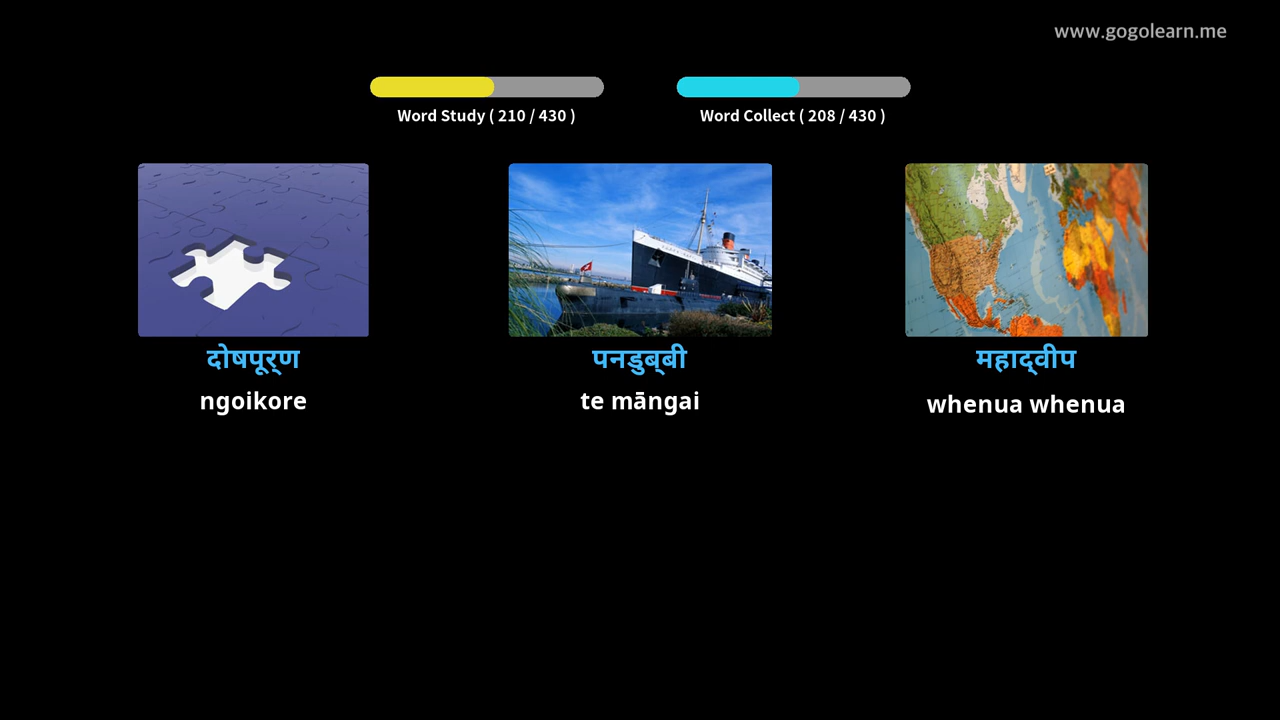 www.gogolearn.me
Word Study ( 210 / 430 )
Word Collect ( 208 / 430 )
दोषपूर्ण
पनडुब्बी
महाद्वीप
ngoikore
te māngai
whenua whenua